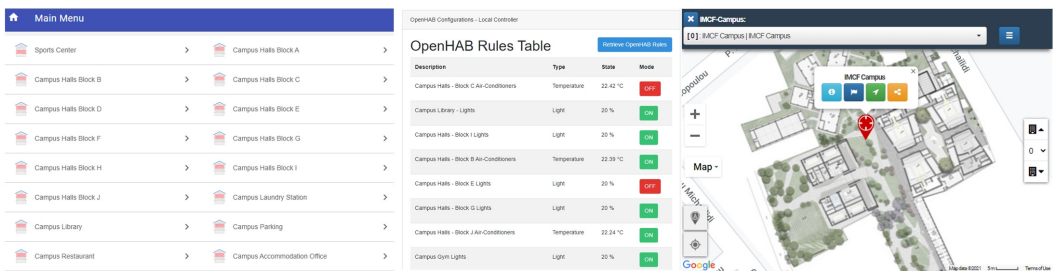 Main Menu
Sports Center
Campus Halls Block A
Campus Halls Block B
Campus Halls Block C
Campus Halls Block D
Campus Halls Block E
Campus Halls Block F
Campus Halls Block G
Campus Halls Block H
Campus Halls Block I
Campus Halls Block J
Campus Laundry Station
Campus Library
Campus Parking
Campus Restaurant
Campus Accommodation Office
OpenHAB Configurations - Local Controller
OpenHAB Rules Table
Retrieve OpenHAB Rules
Description Type State Mode
Campus Halls - Block C Air-Conditioners Temperature 22.42 °C OFF
Campus Library - Lights Light 20 % ON
Campus Halls - Block I Lights Light 20 % ON
Campus Halls - Block B Air-Conditioners Temperature 22.39 °C ON
Campus Halls - Block E Lights Light 20 % OFF
Campus Halls - Block G Lights Light 20 % ON
Campus Halls - Block J Air-Conditioners Temperature 22.24 °C ON
Campus Gym Lights Light 20 % ON
IMCF-Campus:
[0] :IMCF Campus | IMCF Campus
IMCF Campus
Map
0
Google
Map data ©2021 5 m Terms of Use